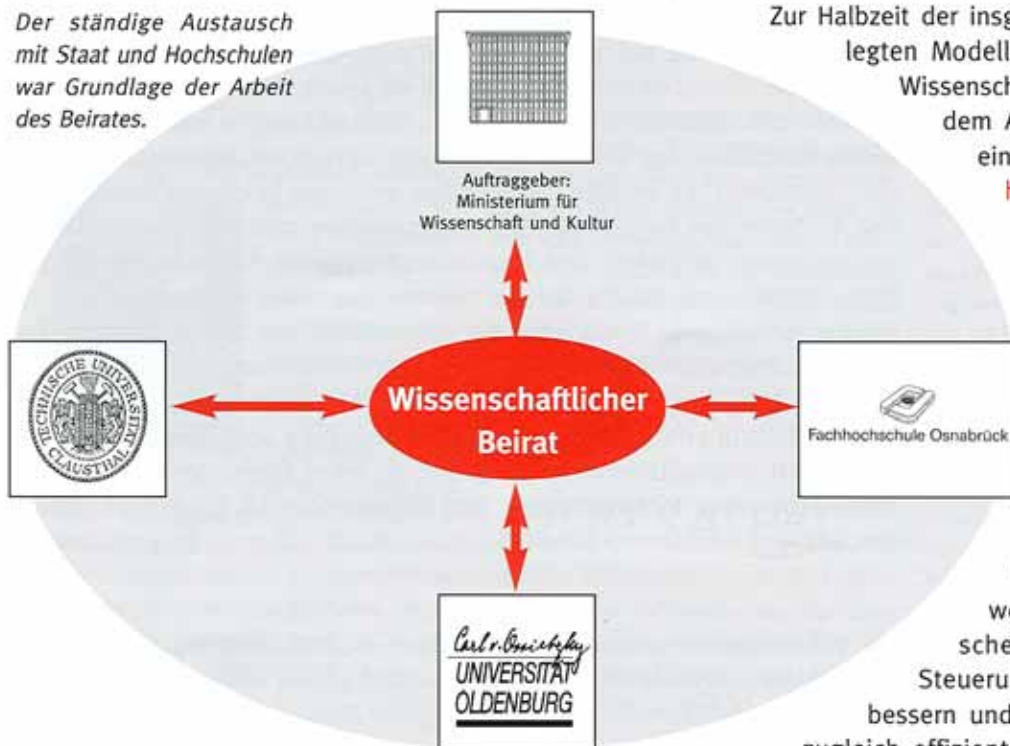 Der ständige Austausch
mit Staat und Hochschulen
war Grundlage der Arbeit
des Beirates.
Zur Halbzeit der
legten Modell
Wissensch
dem A
ein
Auftraggeber:
Ministerium für
Wissenschaft und Kultur
TECHNISCHE UNIVERSITÄT
CLAUSTHAL
Wissenschaftlicher
Beirat
Fachhochschule Osnabrück
Carl v. Ossietzky
UNIVERSITÄT
OLDENBURG
sche
Steueru
bessern und
zugleich